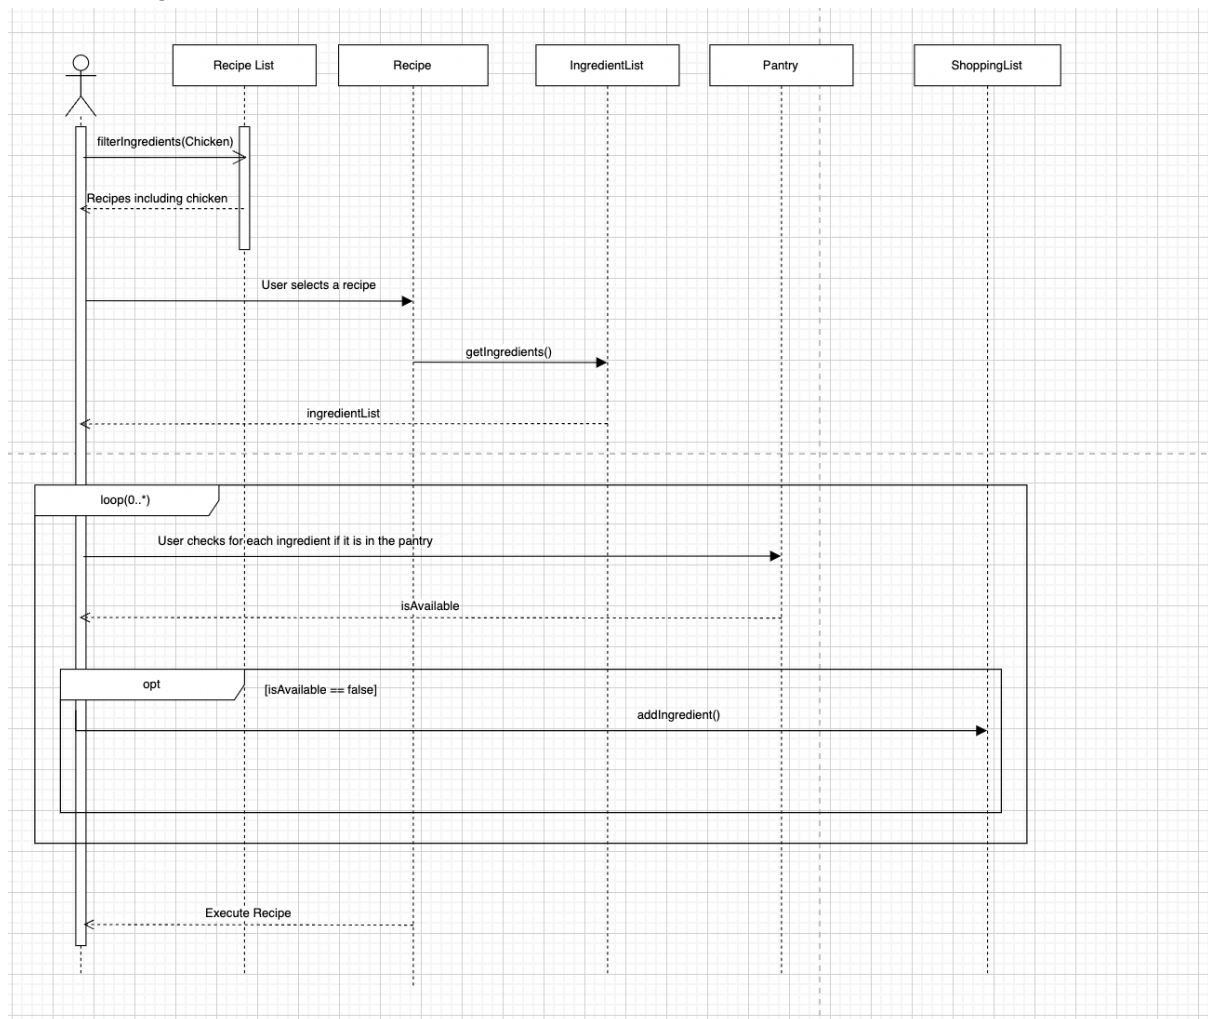 Recipe List
Recipe
IngredientList
Pantry
ShoppingList
filterIngredients(Chicken)
Recipes including chicken
User selects a recipe
getIngredients()
ingredientList
loop(0..*)
User checks for each ingredient if it is in the pantry
isAvailable
opt
[isAvailable == false]
addIngredient()
Execute Recipe